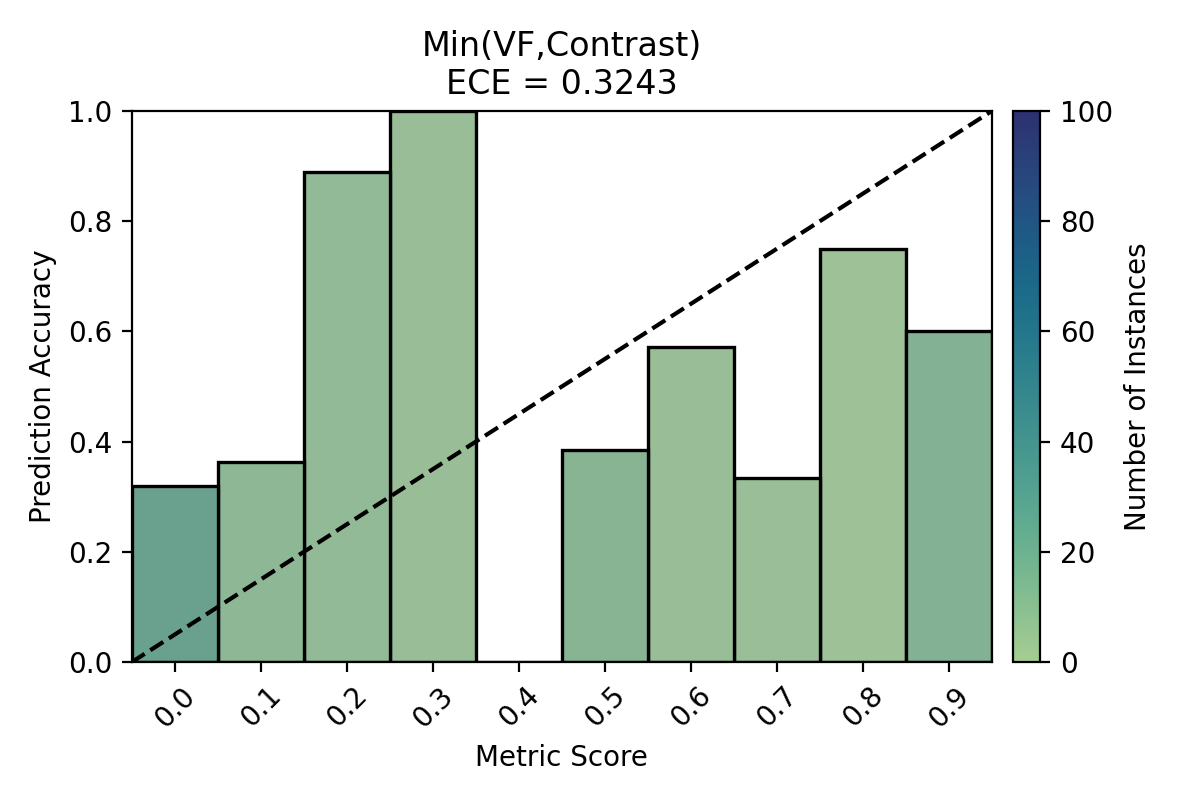 Min(VF,Contrast)
ECE = 0.3243
1.0
0.8
0.6
0.4
0.2
0.0
Prediction Accuracy
0.0 0.1 0.2 0.3 0.4 0.5 0.6 0.7 0.8 0.9
Metric Score
100
80
60
40
20
0
Number of Instances